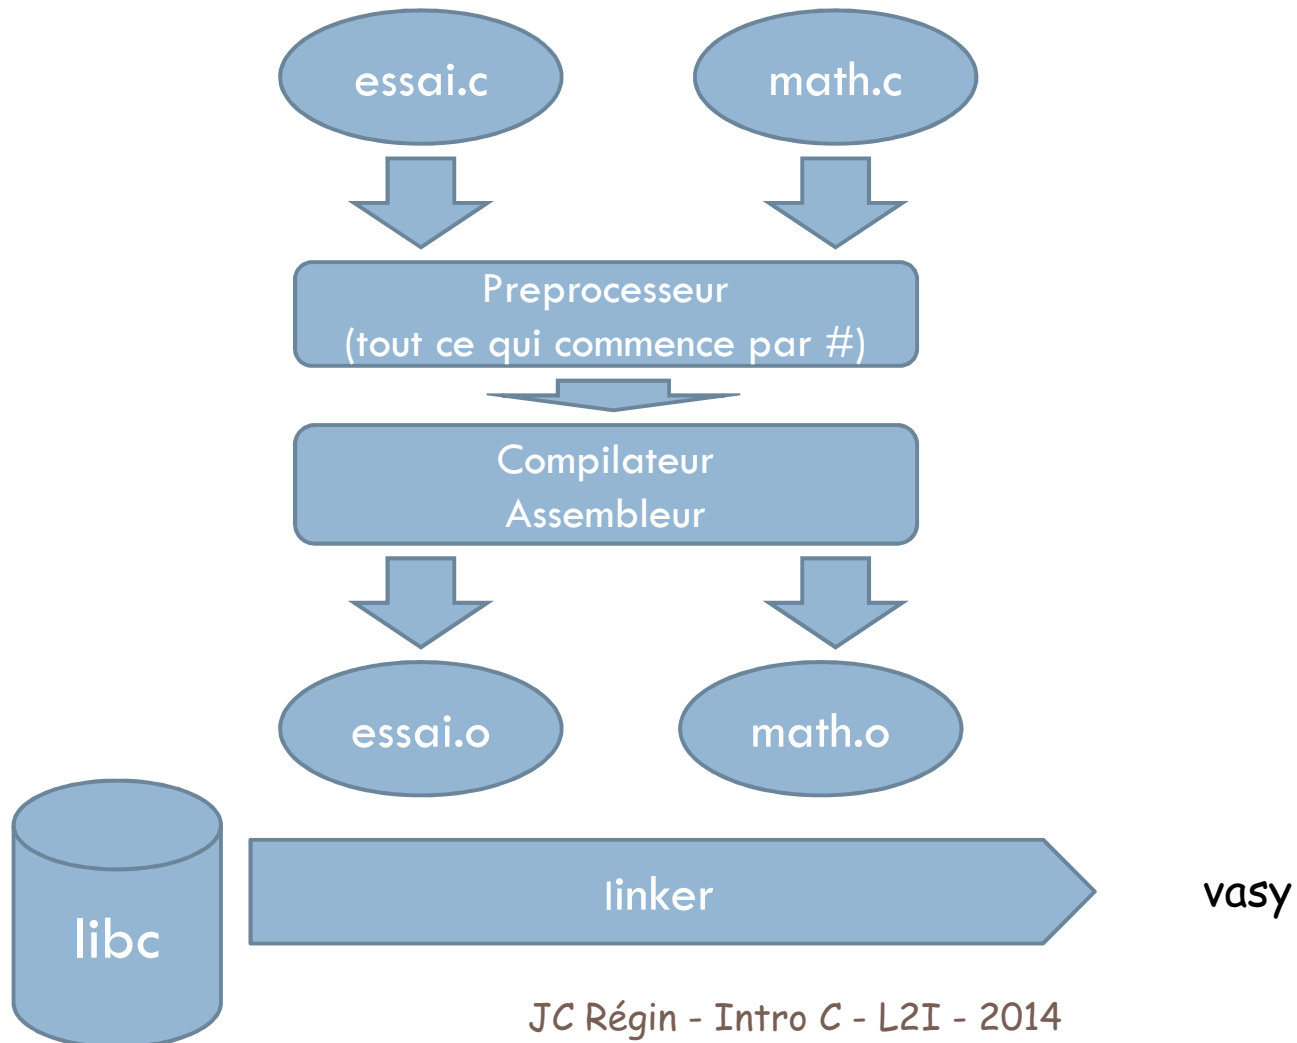 essai.c
math.c
Preprocesseur
(tout ce qui commence par #)
Compilateur
Assembleur
essai.o
math.o
libc
linker
vasy
JC Régin - Intro C - L2I - 2014